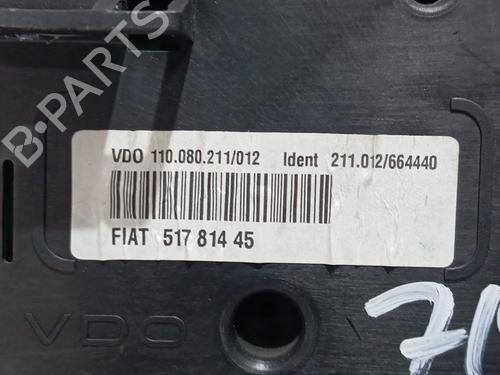 B-PARTS
VDO 110.080.211/012 Ident 211.012/664440
FIAT 517 814 45
VDO